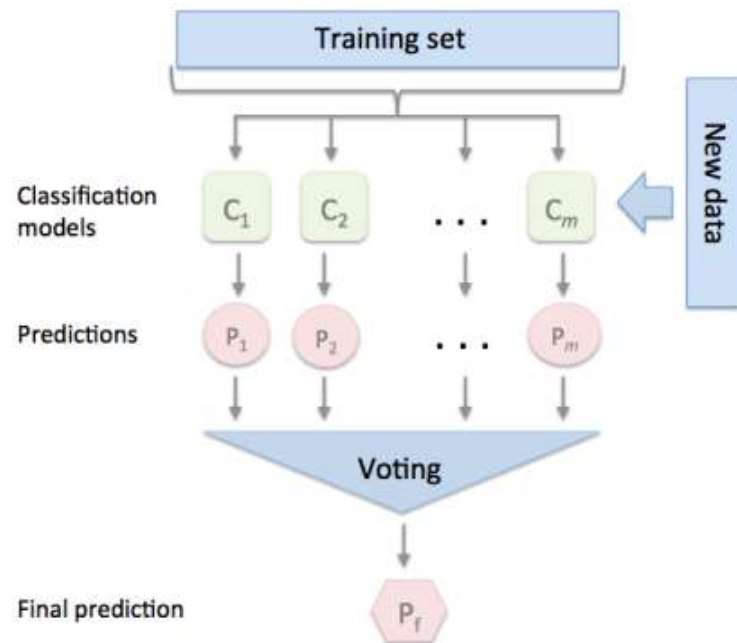 Training set
New data
Classification
models
C1 C2 . . . Cm
Predictions
P1 P2 . . . Pm
Voting
Final prediction
Pf